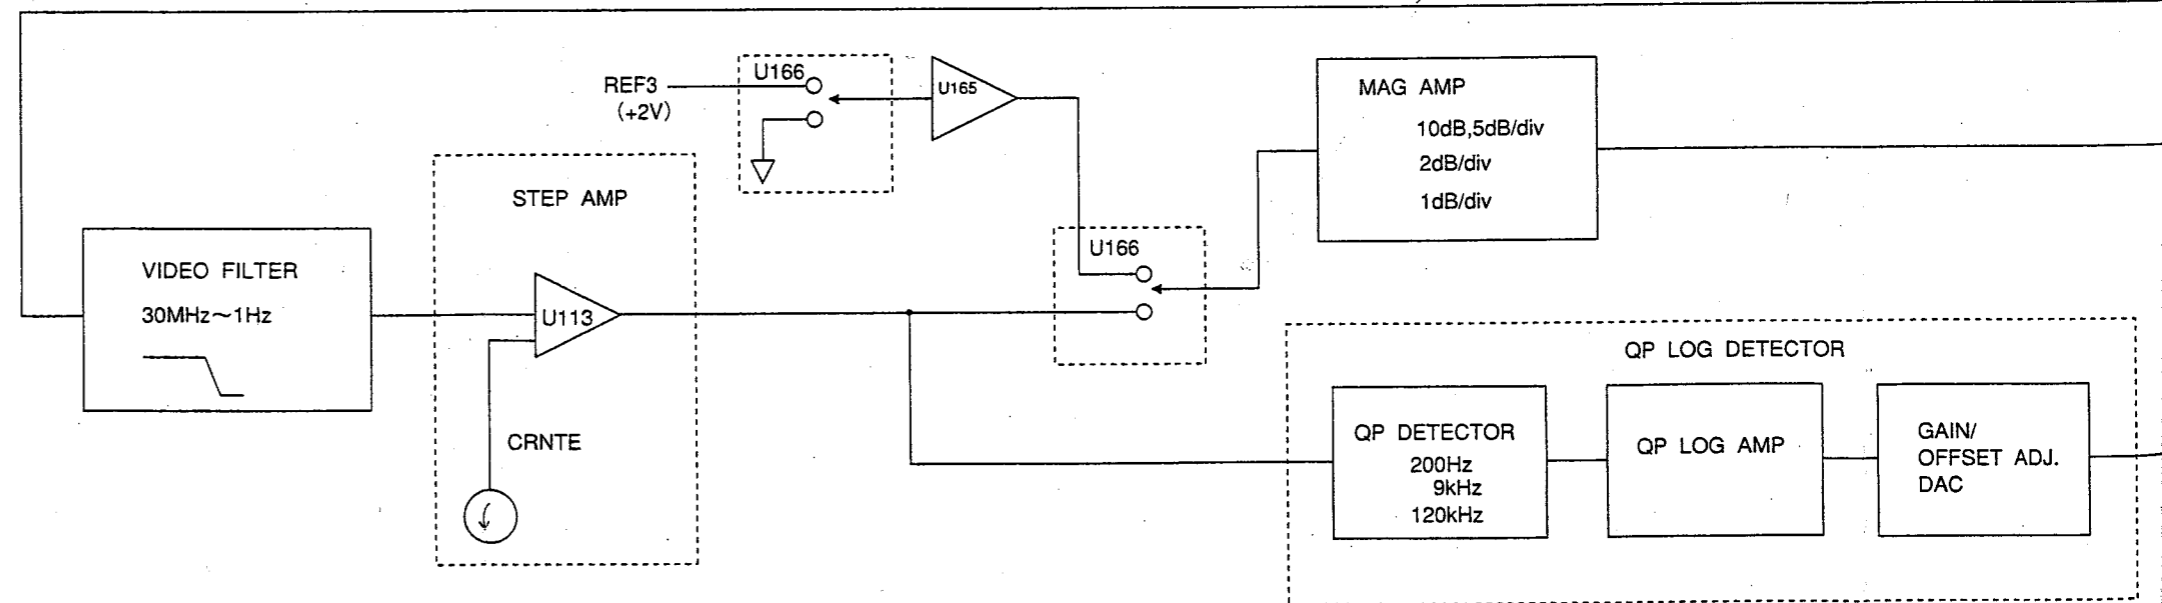 U166
REF3
(+2V)
U165
MAG AMP
10dB,5dB/div
2dB/div
1dB/div
STEP AMP
U113
CRNTE
VIDEO FILTER
30MHz～1Hz
U166
QP LOG DETECTOR
QP DETECTOR
200Hz
9kHz
120kHz
QP LOG AMP
GAIN/
OFFSET ADJ.
DAC